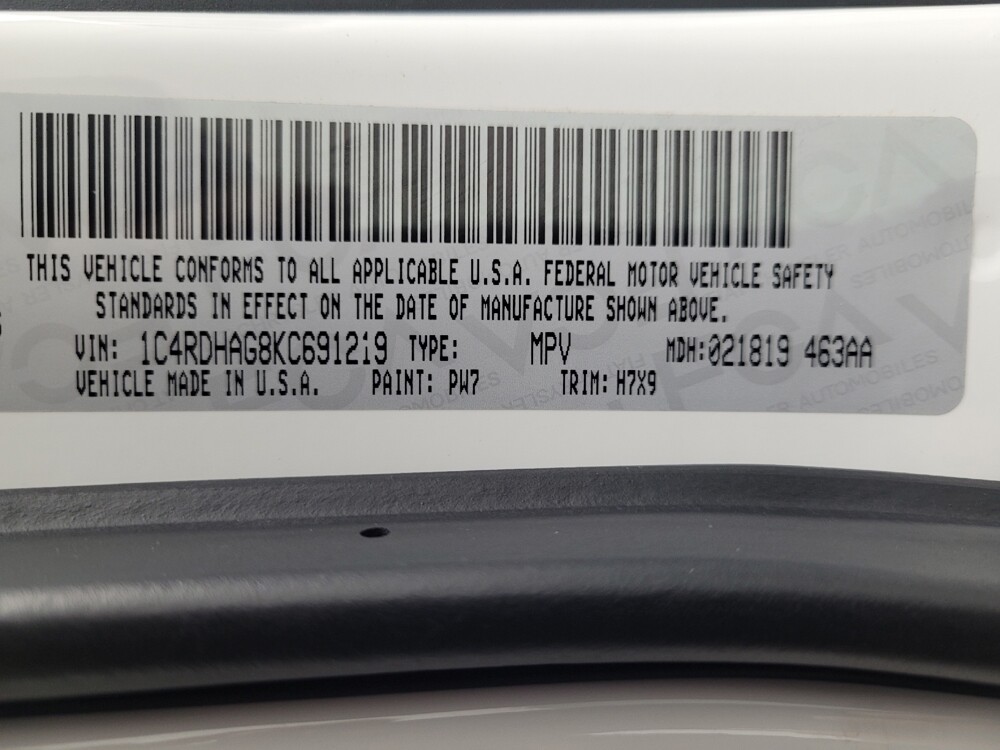 THIS VEHICLE CONFORMS TO ALL APPLICABLE U.S.A. FEDERAL MOTOR VEHICLE SAFETY
STANDARDS IN EFFECT ON THE DATE OF MANUFACTURE SHOWN ABOVE.
VIN: 1C4RDHAG8KC691219 TYPE: MPV MDH:021819 463AA
VEHICLE MADE IN U.S.A. PAINT: PW7 TRIM: H7X9